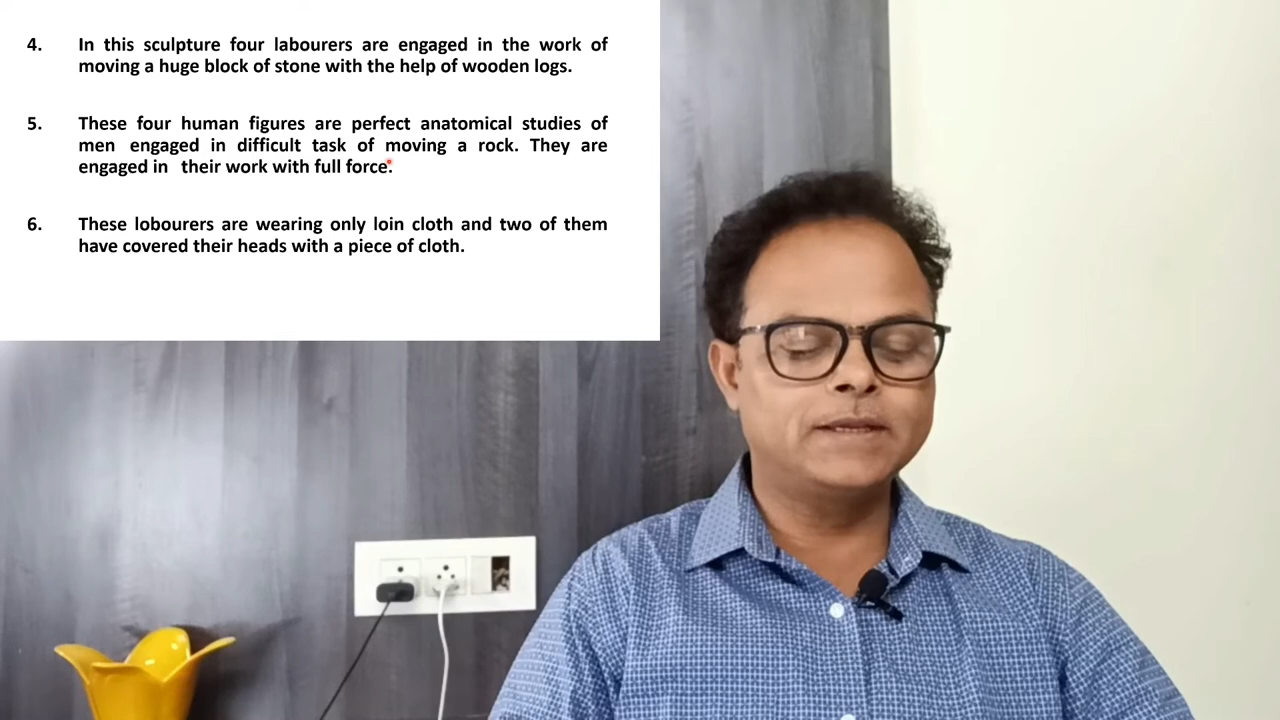 4. In this sculpture four labourers are engaged in the work of
moving a huge block of stone with the help of wooden logs.
5. These four human figures are perfect anatomical studies of
men engaged in difficult task of moving a rock. They are
engaged in their work with full force.
6. These lobourers are wearing only loin cloth and two of them
have covered their heads with a piece of cloth.